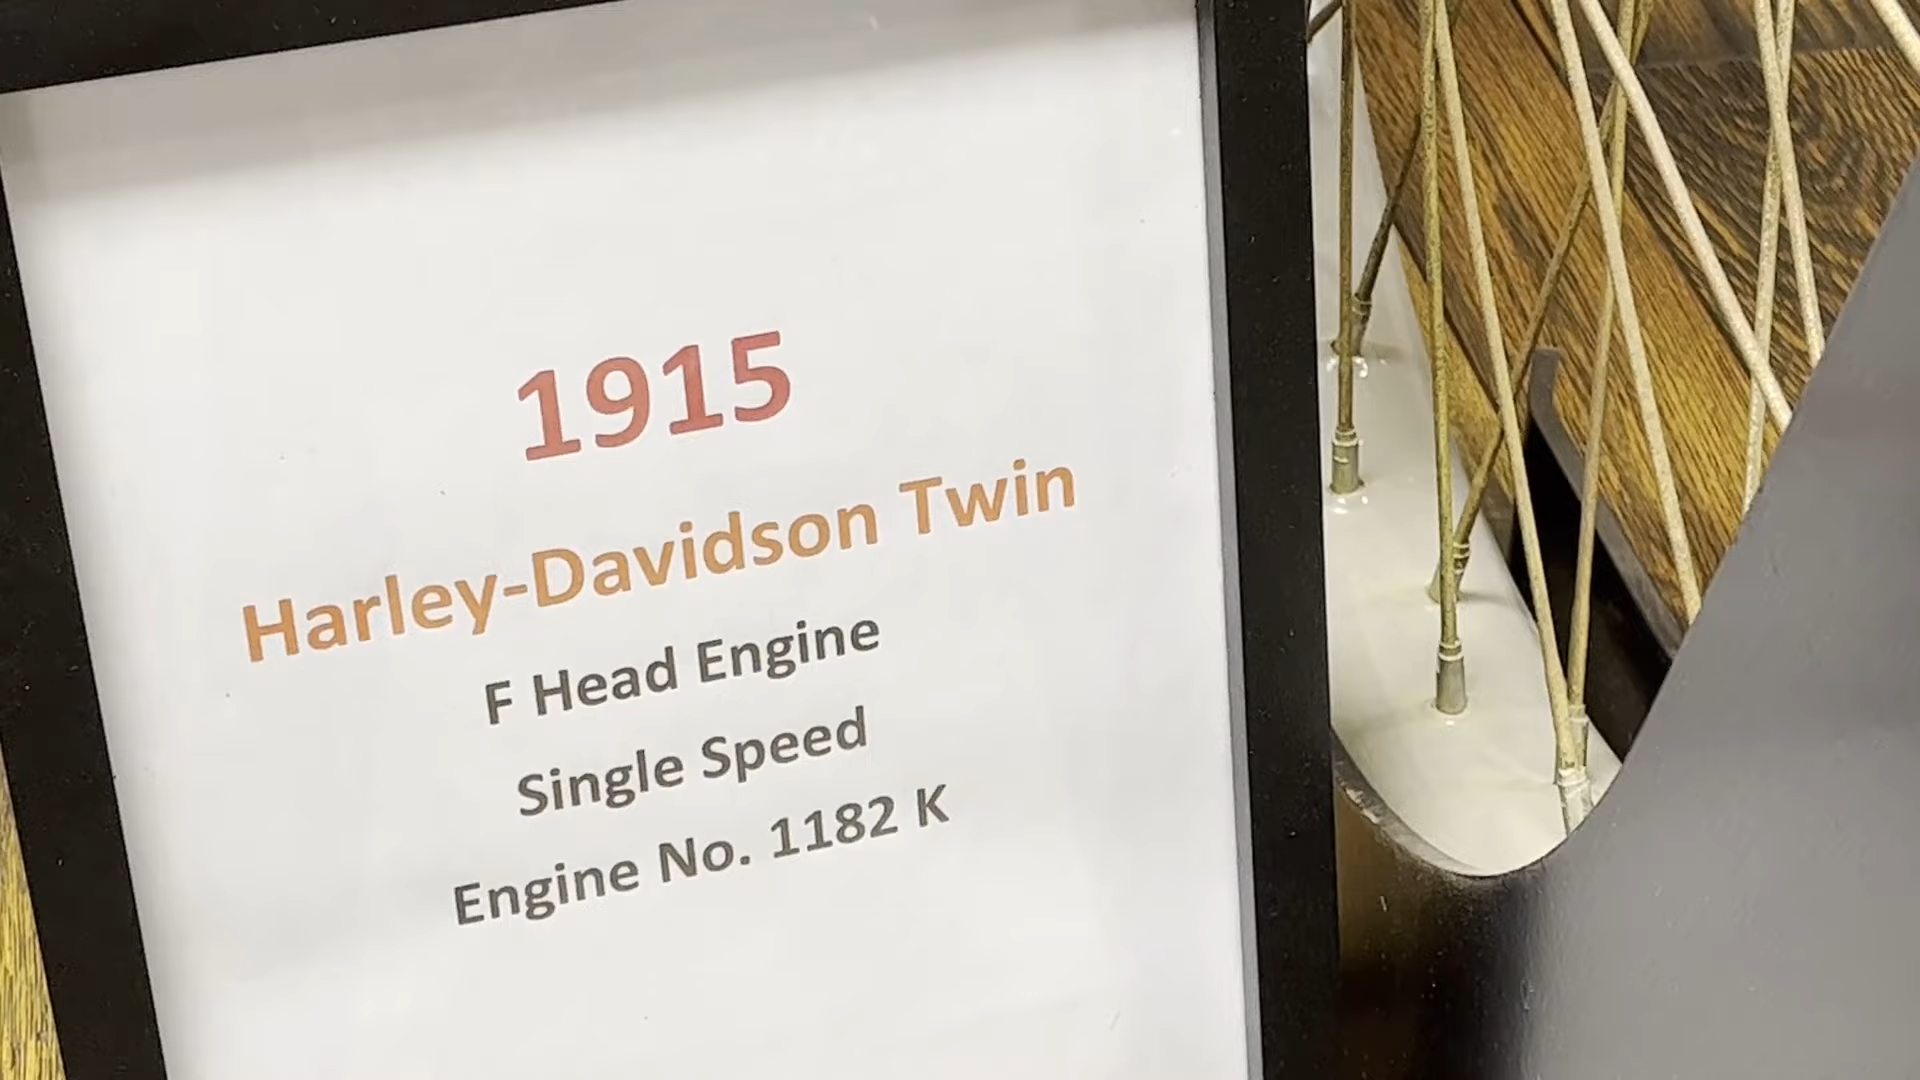 1915
Harley-Davidson Twin
F Head Engine
Single Speed
Engine No. 1182 K